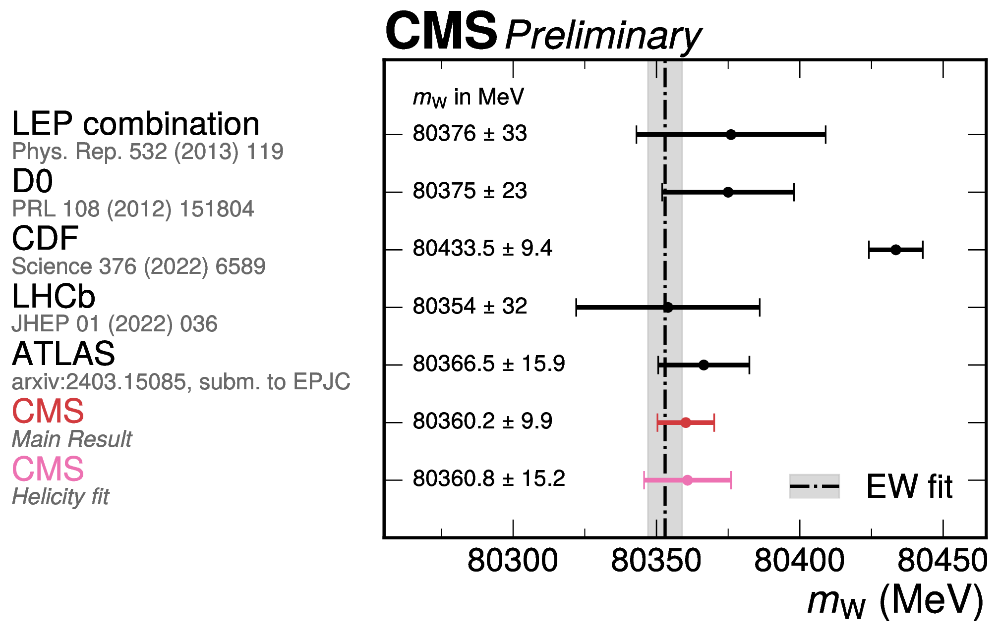 CMS Preliminary
m_W in MeV
LEP combination
80376 ± 33
Phys. Rep. 532 (2013) 119
D0
80375 ± 23
PRL 108 (2012) 151804
CDF
80433.5 ± 9.4
Science 376 (2022) 6589
LHCb
80354 ± 32
JHEP 01 (2022) 036
ATLAS
80366.5 ± 15.9
arxiv:2403.15085, subm. to EPJC
CMS
80360.2 ± 9.9
Main Result
CMS
80360.8 ± 15.2
Helicity fit
EW fit
80300 80350 80400 80450
m_W (MeV)